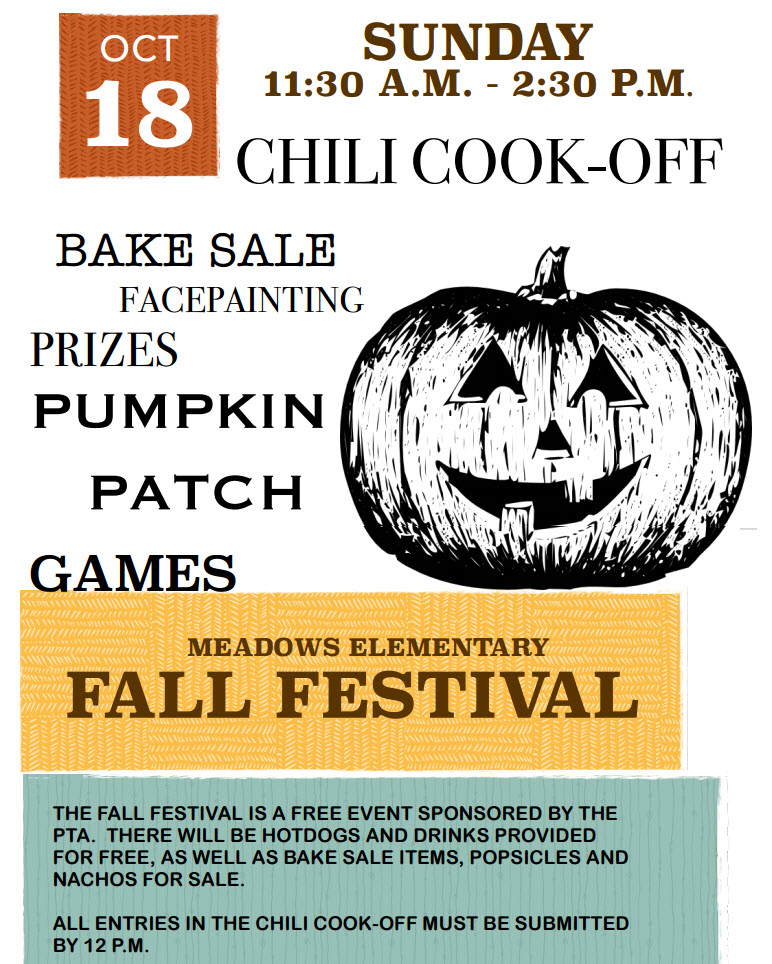 OCT
18
SUNDAY
11:30 A.M. - 2:30 P.M.
CHILI COOK-OFF
BAKE SALE
FACEPAINTING
PRIZES
PUMPKIN
PATCH
GAMES
MEADOWS ELEMENTARY
FALL FESTIVAL
THE FALL FESTIVAL IS A FREE EVENT SPONSORED BY THE
PTA.  THERE WILL BE HOTDOGS AND DRINKS PROVIDED
FOR FREE, AS WELL AS BAKE SALE ITEMS, POPSICLES AND
NACHOS FOR SALE.
ALL ENTRIES IN THE CHILI COOK-OFF MUST BE SUBMITTED
BY 12 P.M.